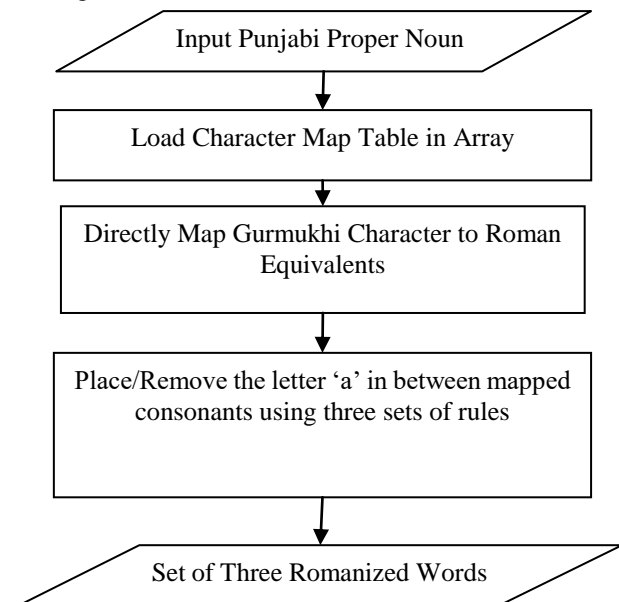 Input Punjabi Proper Noun
Load Character Map Table in Array
Directly Map Gurmukhi Character to Roman
Equivalents
Place/Remove the letter ‘a’ in between mapped
consonants using three sets of rules
Set of Three Romanized Words